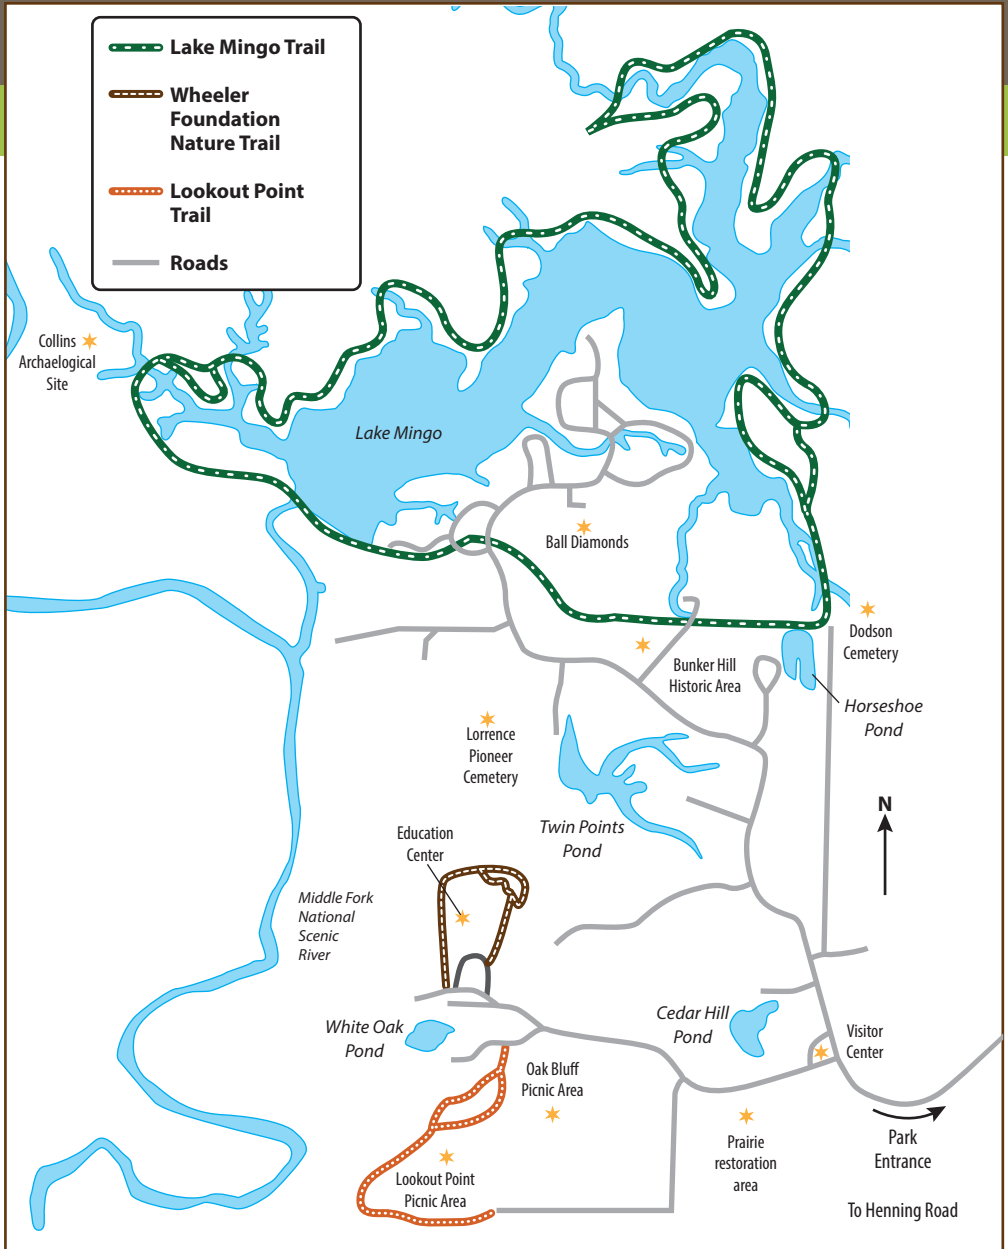 Lake Mingo Trail
Wheeler
Foundation
Nature Trail
Lookout Point
Trail
Roads
Collins
Archaelogical
Site
Lake Mingo
Ball Diamonds
Dodson
Cemetery
Bunker Hill
Historic Area
Horseshoe
Pond
Lorrence
Pioneer
Cemetery
Twin Points
Pond
N
Education
Center
Middle Fork
National
Scenic
River
White Oak
Pond
Cedar Hill
Pond
Visitor
Center
Oak Bluff
Picnic Area
Prairie
restoration
area
Park
Entrance
Lookout Point
Picnic Area
To Henning Road